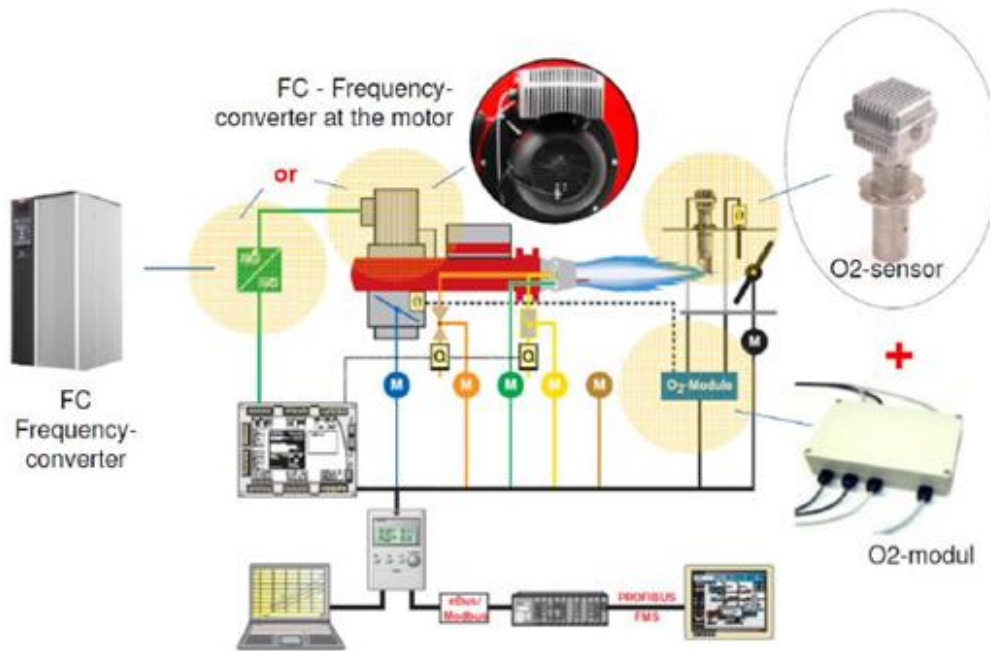 FC - Frequency-
converter at the motor
or
O2-sensor
+
FC
Frequency-
converter
M
M
M
M
M
M
Q
Q
O2-Module
O2-modul
eBus/
Modbus
PROFIBUS
FMS